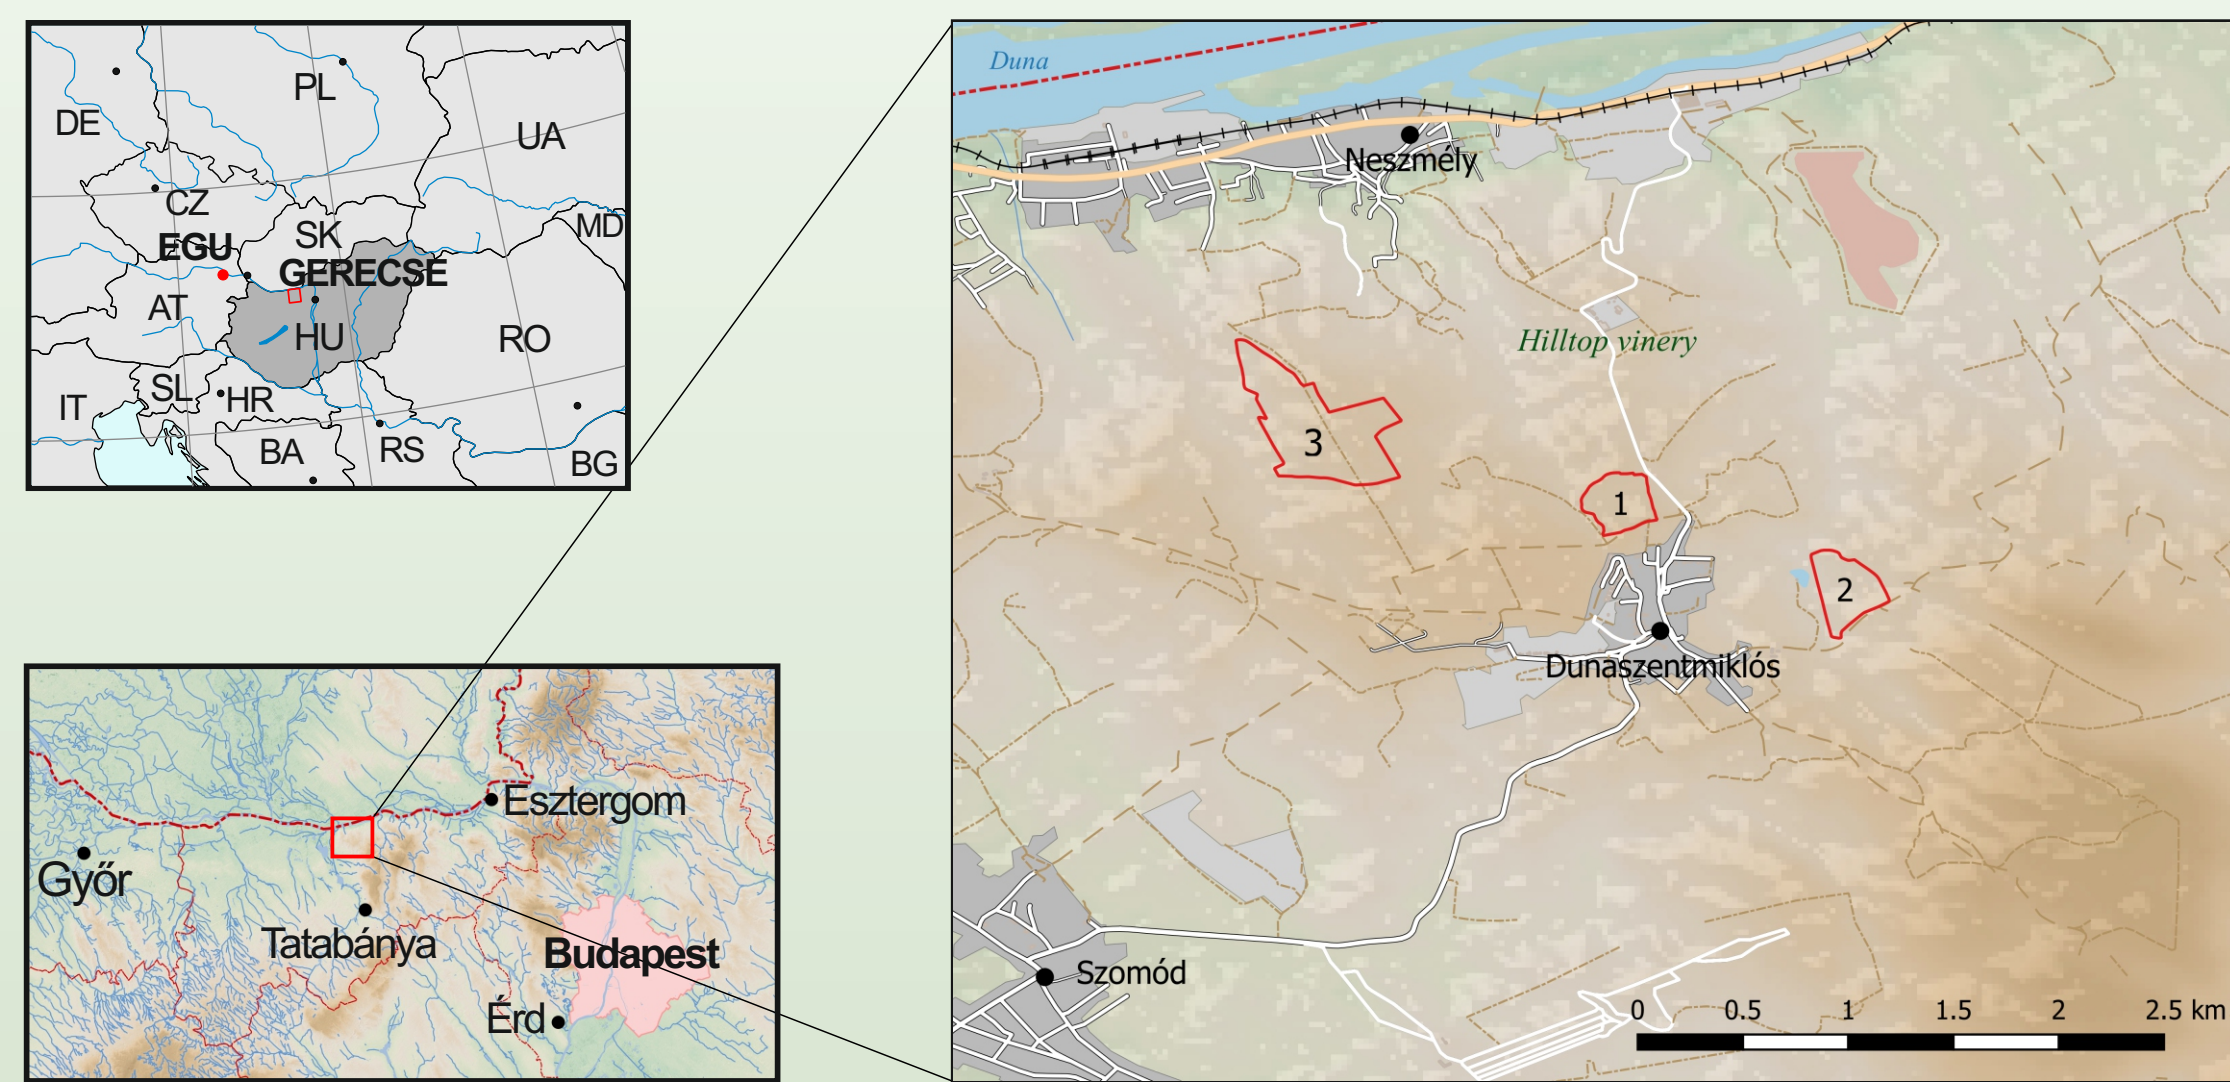 DE
PL
UA
CZ
EGU
SK
MD
GERECSE
AT
HU
RO
SL
HR
IT
BA
RS
BG
Esztergom
Győr
Tatabánya
Budapest
Érd
Duna
Neszmély
Hilltop vinery
3
1
2
Dunaszentmiklós
Szomód
0 0.5 1 1.5 2 2.5 km